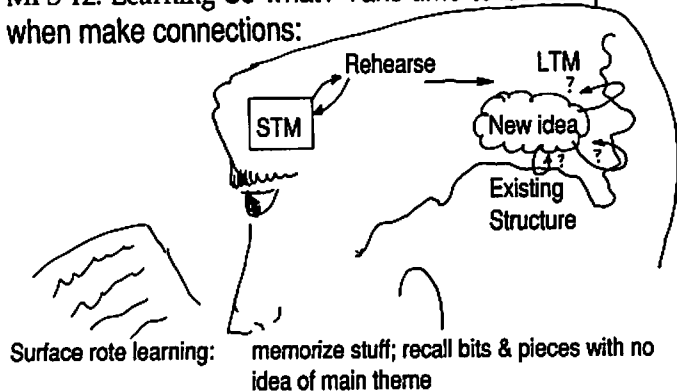 when make connections:
Rehearse
LTM
?
STM
New idea
?
?
Existing
Structure
Surface rote learning: memorize stuff; recall bits & pieces with no
idea of main theme